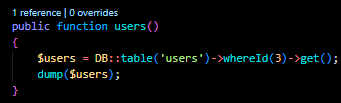 1 reference | 0 overrides
public function users()
{
    $users = DB::table('users')->whereId(3)->get();
    dump($users);
}